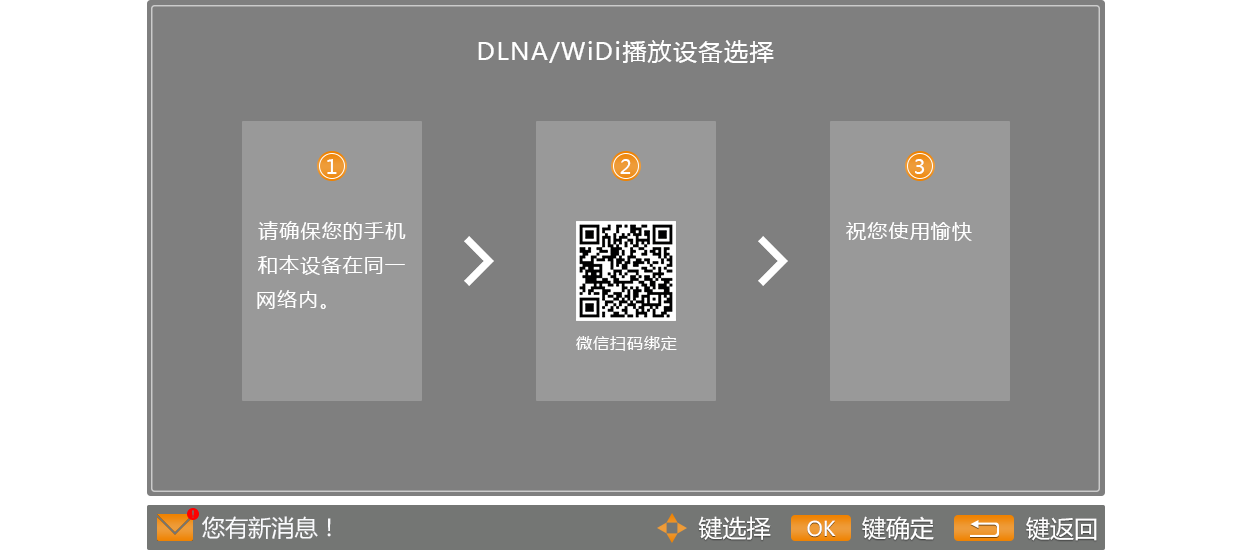 DLNA/WiDi播放设备选择
1
请确保您的手机
和本设备在同一
网络内。
2
微信扫码绑定
3
祝您使用愉快
您有新消息！
键选择
OK
键确定
键返回